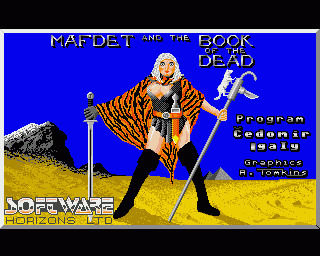 MAFDET AND THE BOOK
OF THE
DEAD
Program
Čedomir
Igaly
Graphics
A. Tomkins
SOFTWARE
HORIZONS LTD